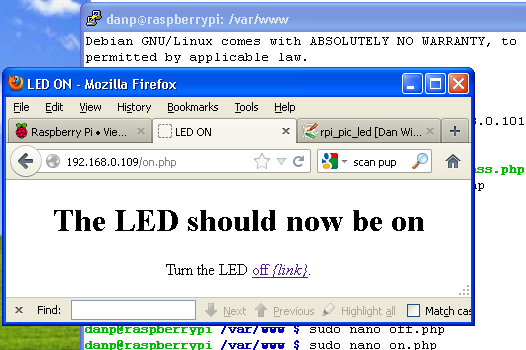 danp@raspberrypi: /var/www
Debian GNU/Linux comes with ABSOLUTELY NO WARRANTY, to
permitted by applicable law.
LED ON - Mozilla Firefox
File Edit View History Bookmarks Tools Help
8.0.101
Raspberry Pi • Vie... LED ON rpi_pic_led [Dan Wi...
192.168.0.109/on.php scan pup
ss.php
hp
The LED should now be on
Turn the LED off {link}.
Find: Next Previous Highlight all Match cas
danp@raspberrypi /var/www $ sudo nano off.php
danp@raspberrypi /var/www $ sudo nano on.php